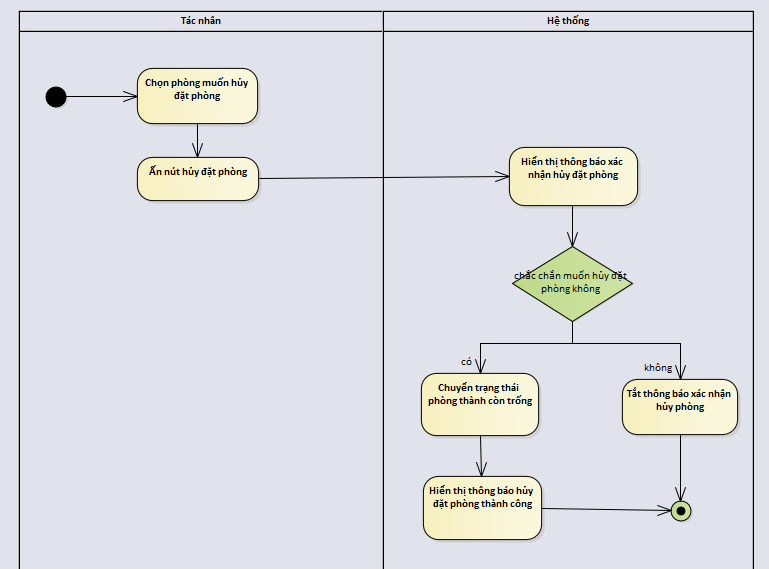 Tác nhân
Hệ thống
Chọn phòng muốn hủy
đặt phòng
Ấn nút hủy đặt phòng
Hiển thị thông báo xác
nhận hủy đặt phòng
chắc chắn muốn hủy đặt
phòng không
có
không
Chuyển trạng thái
phòng thành còn trống
Tắt thông báo xác nhận
hủy phòng
Hiển thị thông báo hủy
đặt phòng thành công